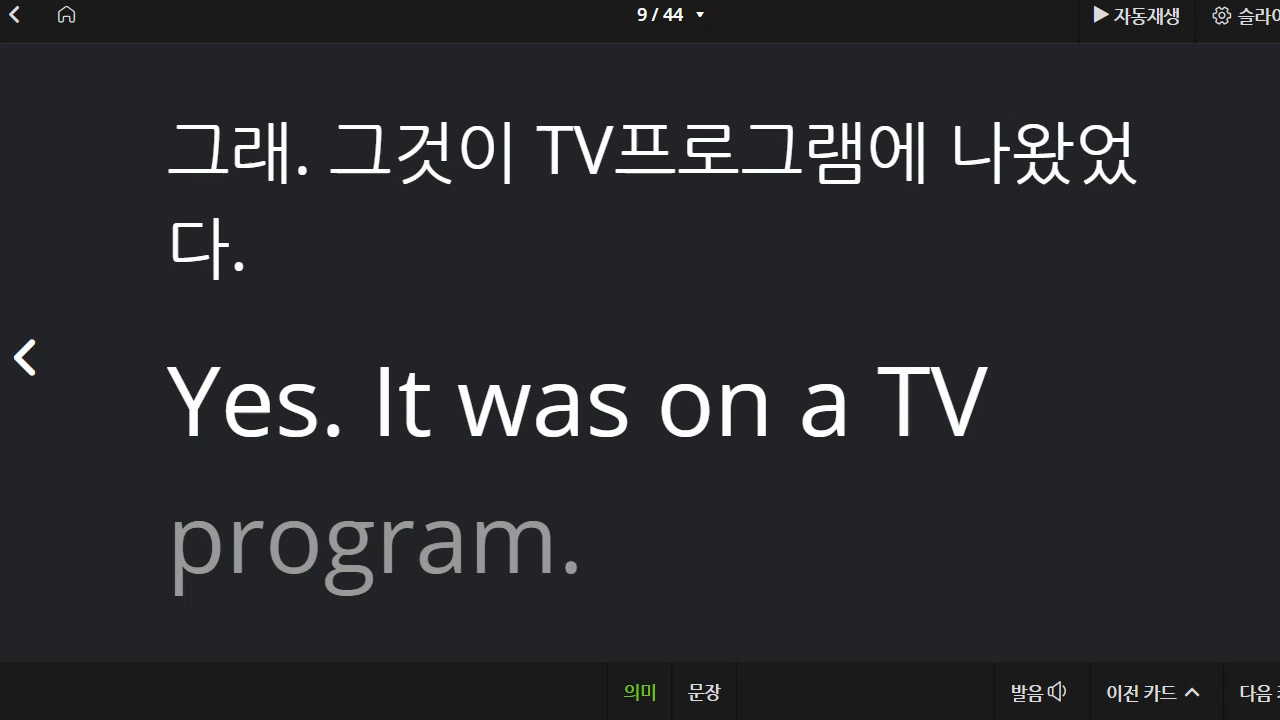 9 / 44
자동재생
그래. 그것이 TV프로그램에 나왔었
다.
Yes. It was on a TV
program.
의미 문장 발음 이전 카드 다음